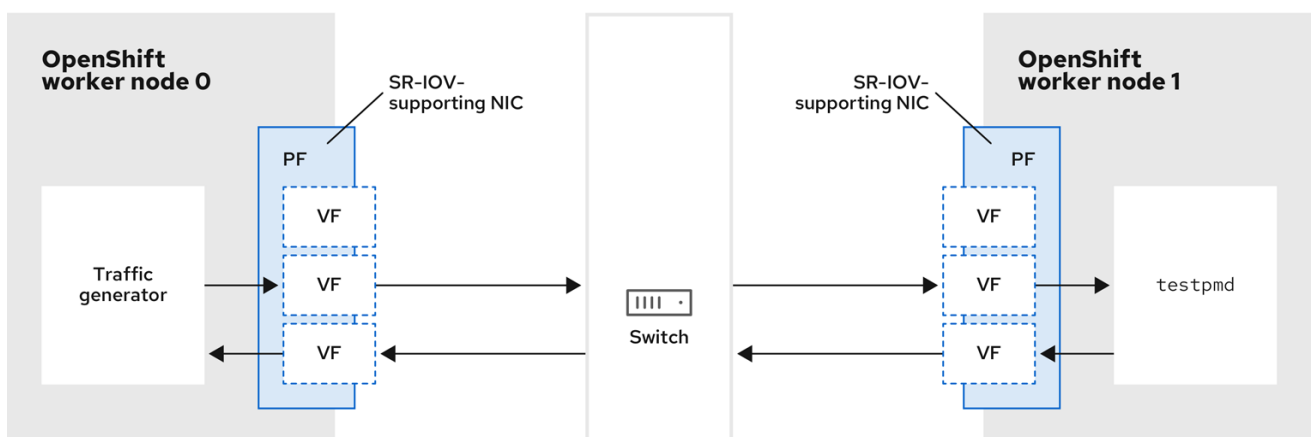 OpenShift
worker node 0
SR-IOV-
supporting NIC
SR-IOV-
supporting NIC
OpenShift
worker node 1
PF
PF
VF
VF
Traffic
generator
VF
VF
testpmd
Switch
VF
VF